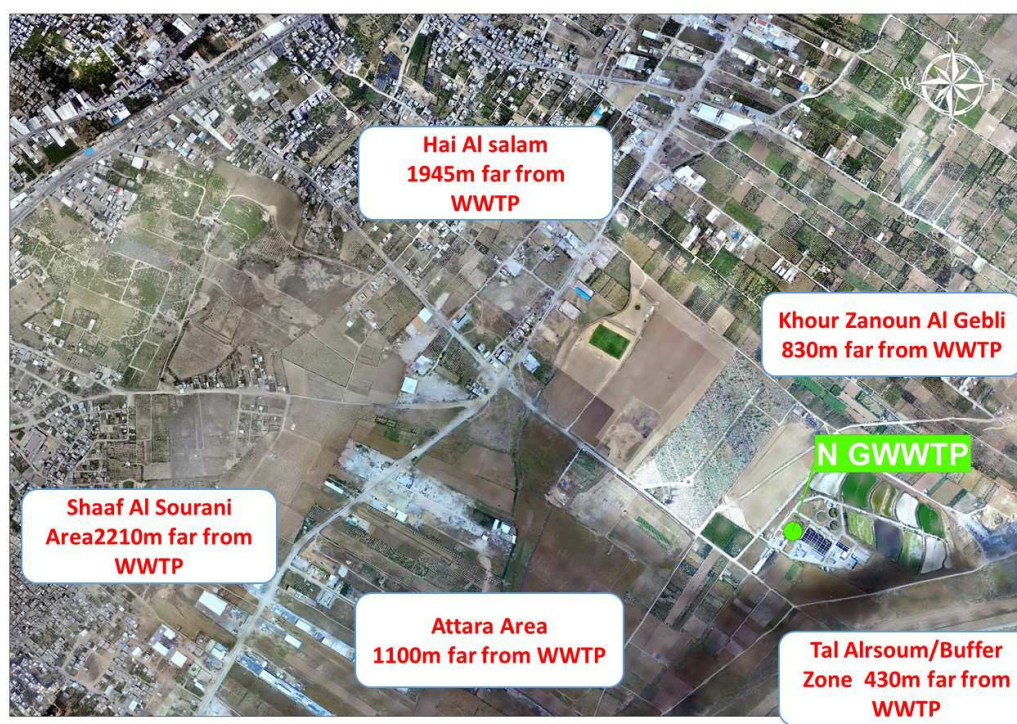 N
W E
S
Hai Al salam
1945m far from
WWTP
Khour Zanoun Al Gebli
830m far from WWTP
N GWWTP
Shaaf Al Sourani
Area2210m far from
WWTP
Attara Area
1100m far from WWTP
Tal Alrsoum/Buffer
Zone 430m far from
WWTP